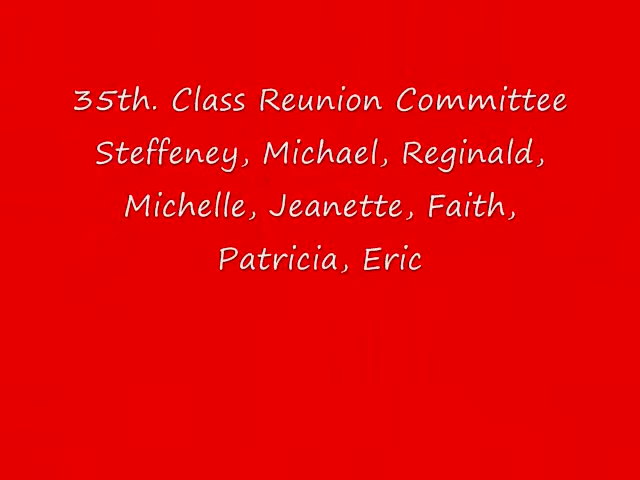 35th. Class Reunion Committee
Steffeney, Michael, Reginald,
Michelle, Jeanette, Faith,
Patricia, Eric